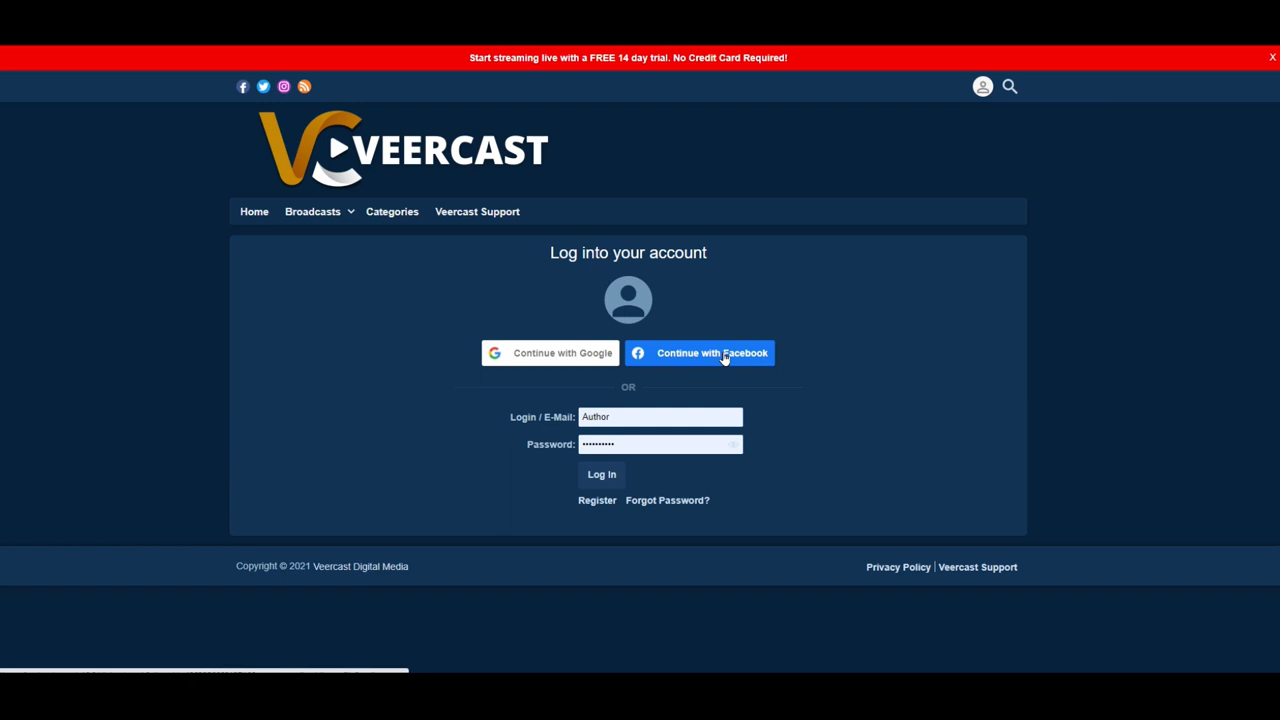 Start streaming live with a FREE 14 day trial. No Credit Card Required!
X
VEERCAST
Home Broadcasts Categories Veercast Support
Log into your account
Continue with Google Continue with Facebook
OR
Login / E-Mail: Author
Password: ••••••••••
Log In
Register Forgot Password?
Copyright © 2021 Veercast Digital Media Privacy Policy | Veercast Support